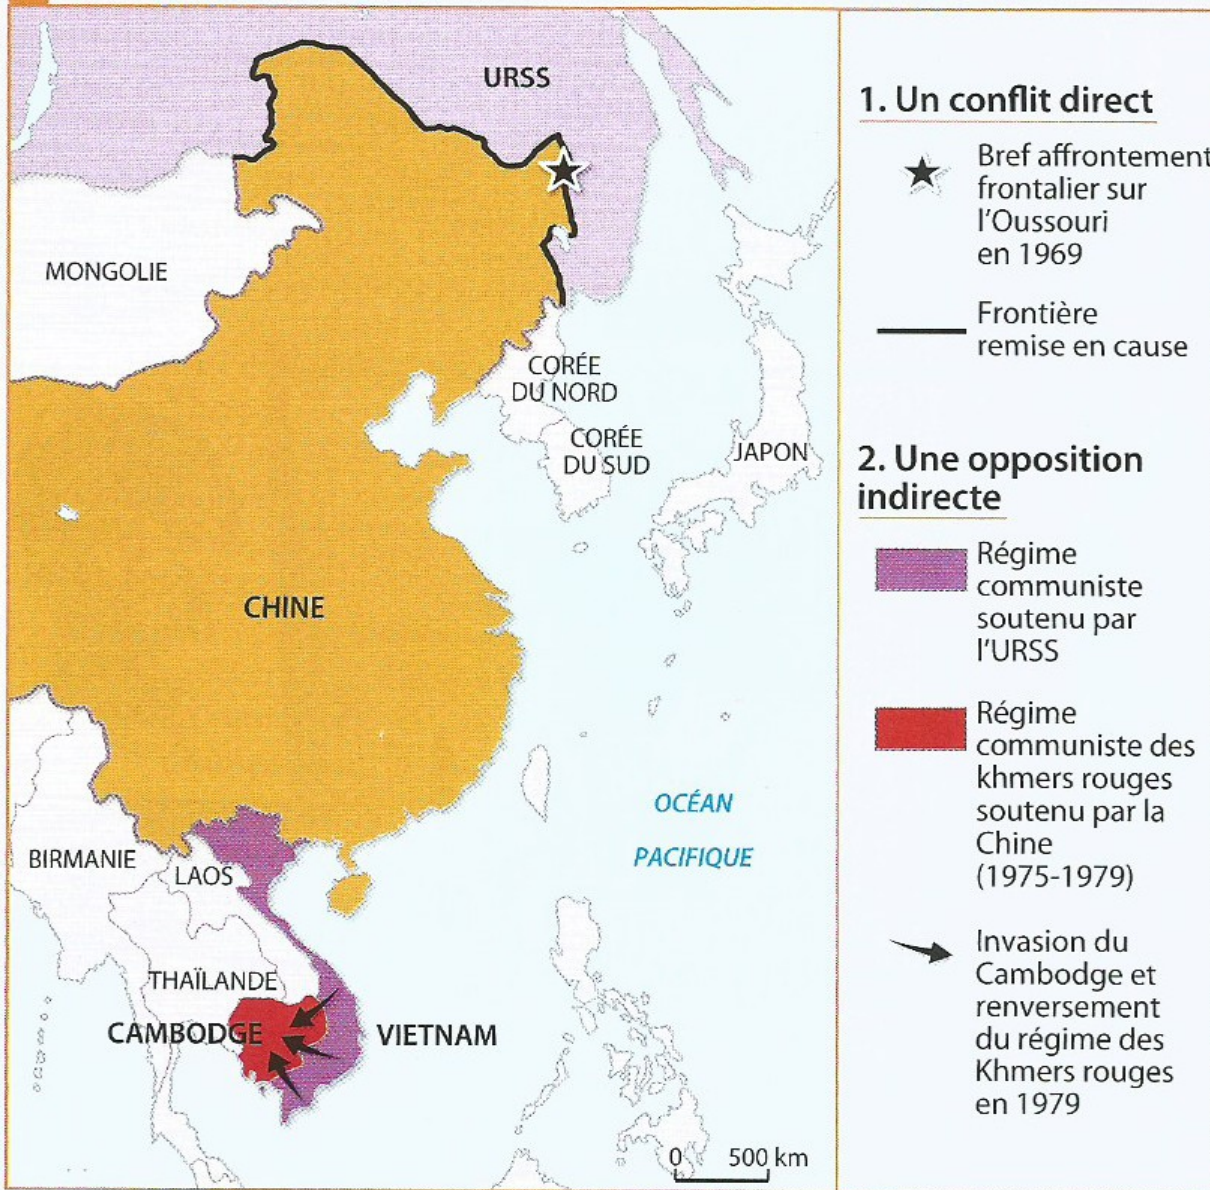 URSS
MONGOLIE
CORÉE
DU NORD
CORÉE
DU SUD
JAPON
CHINE
OCÉAN
PACIFIQUE
BIRMANIE
LAOS
THAÏLANDE
CAMBODGE
VIETNAM
0 500 km
1. Un conflit direct
Bref affrontement
frontalier sur
l'Oussouri
en 1969
Frontière
remise en cause
2. Une opposition
indirecte
Régime
communiste
soutenu par
l'URSS
Régime
communiste des
khmers rouges
soutenu par la
Chine
(1975-1979)
Invasion du
Cambodge et
renversement
du régime des
Khmers rouges
en 1979